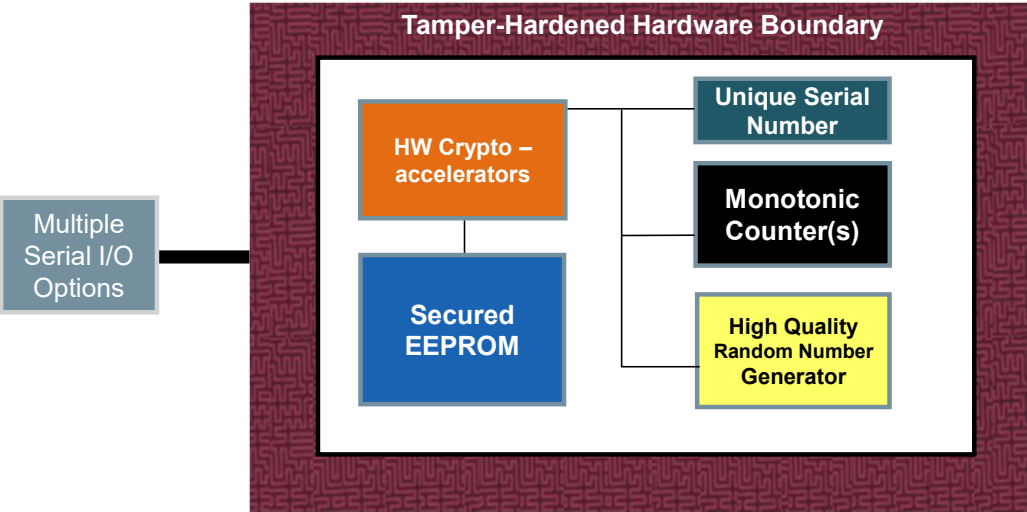 Tamper-Hardened Hardware Boundary
HW Crypto –
accelerators
Unique Serial
Number
Monotonic
Counter(s)
Multiple
Serial I/O
Options
Secured
EEPROM
High Quality
Random Number
Generator